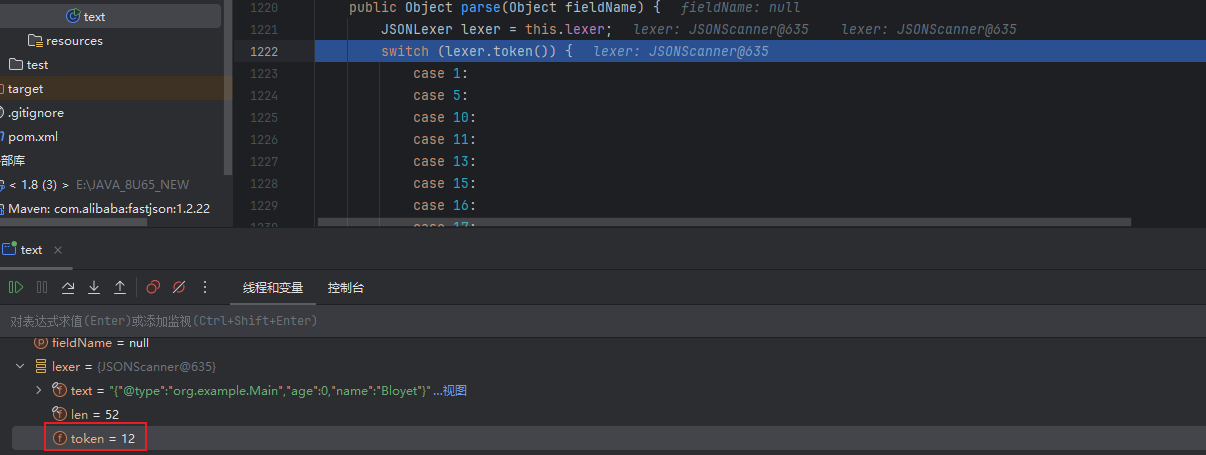 text
resources
test
target
.gitignore
pom.xml
部库
< 1.8 (3) > E:\JAVA_8U65_NEW
Maven: com.alibaba:fastjson:1.2.22
1220 public Object parse(Object fieldName) { fieldName: null
1221 JSONLexer lexer = this.lexer; lexer: JSONScanner@635 lexer: JSONScanner@635
1222 switch (lexer.token()) { lexer: JSONScanner@635
1223 case 1:
1224 case 5:
1225 case 10:
1226 case 11:
1227 case 13:
1228 case 15:
1229 case 16:
1230 case 17:
text ×
线程和变量 控制台
对表达式求值(Enter)或添加监视(Ctrl+Shift+Enter)
fieldName = null
lexer = {JSONScanner@635}
text = "{"@type":"org.example.Main","age":0,"name":"Bloyet"}"...视图
len = 52
token = 12